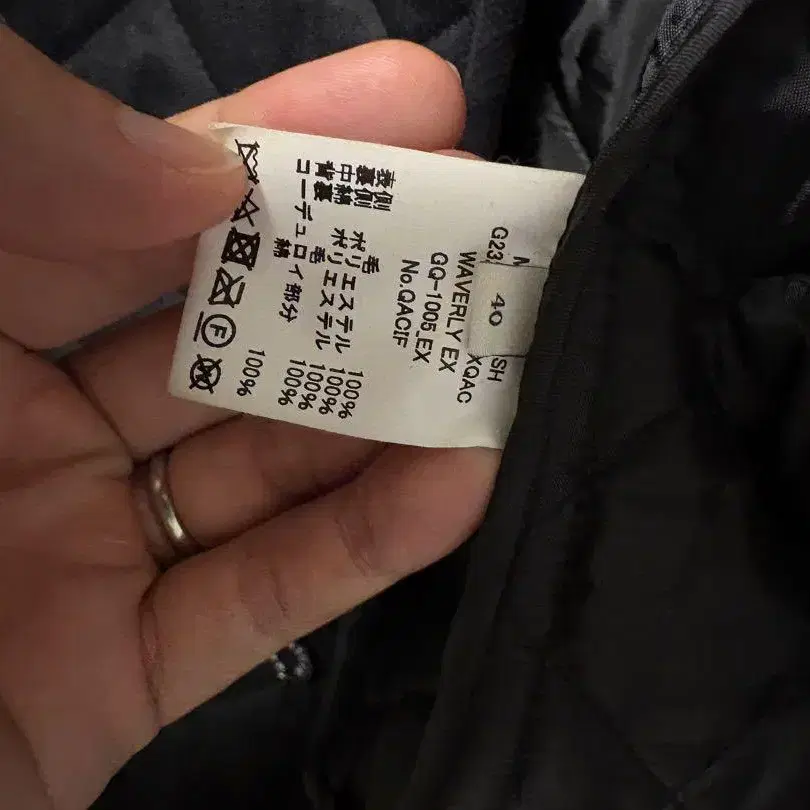 SH
G23 XQAC
40
WAVERLY EX
GQ-1005_EX
No.QACIF
表側 毛 100%
裏側 ポリエステル 100%
中綿 ポリエステル 100%
背裏 毛 100%
コーデュロイ部分
綿 100%
F